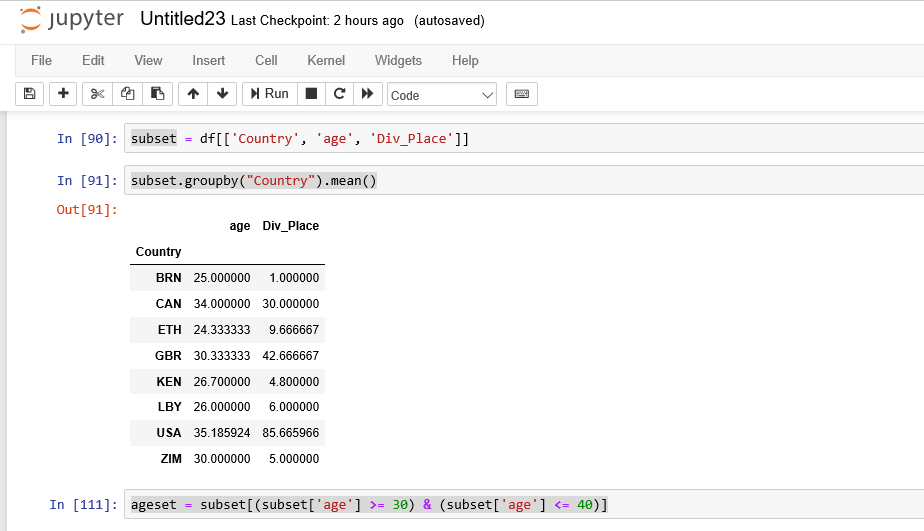 jupyter Untitled23 Last Checkpoint: 2 hours ago (autosaved)
File Edit View Insert Cell Kernel Widgets Help
Run Code
In [90]: subset = df[['Country', 'age', 'Div_Place']]
In [91]: subset.groupby("Country").mean()
Out[91]:
age Div_Place
Country
BRN 25.000000 1.000000
CAN 34.000000 30.000000
ETH 24.333333 9.666667
GBR 30.333333 42.666667
KEN 26.700000 4.800000
LBY 26.000000 6.000000
USA 35.185924 85.665966
ZIM 30.000000 5.000000
In [111]: ageset = subset[(subset['age'] >= 30) & (subset['age'] <= 40)]